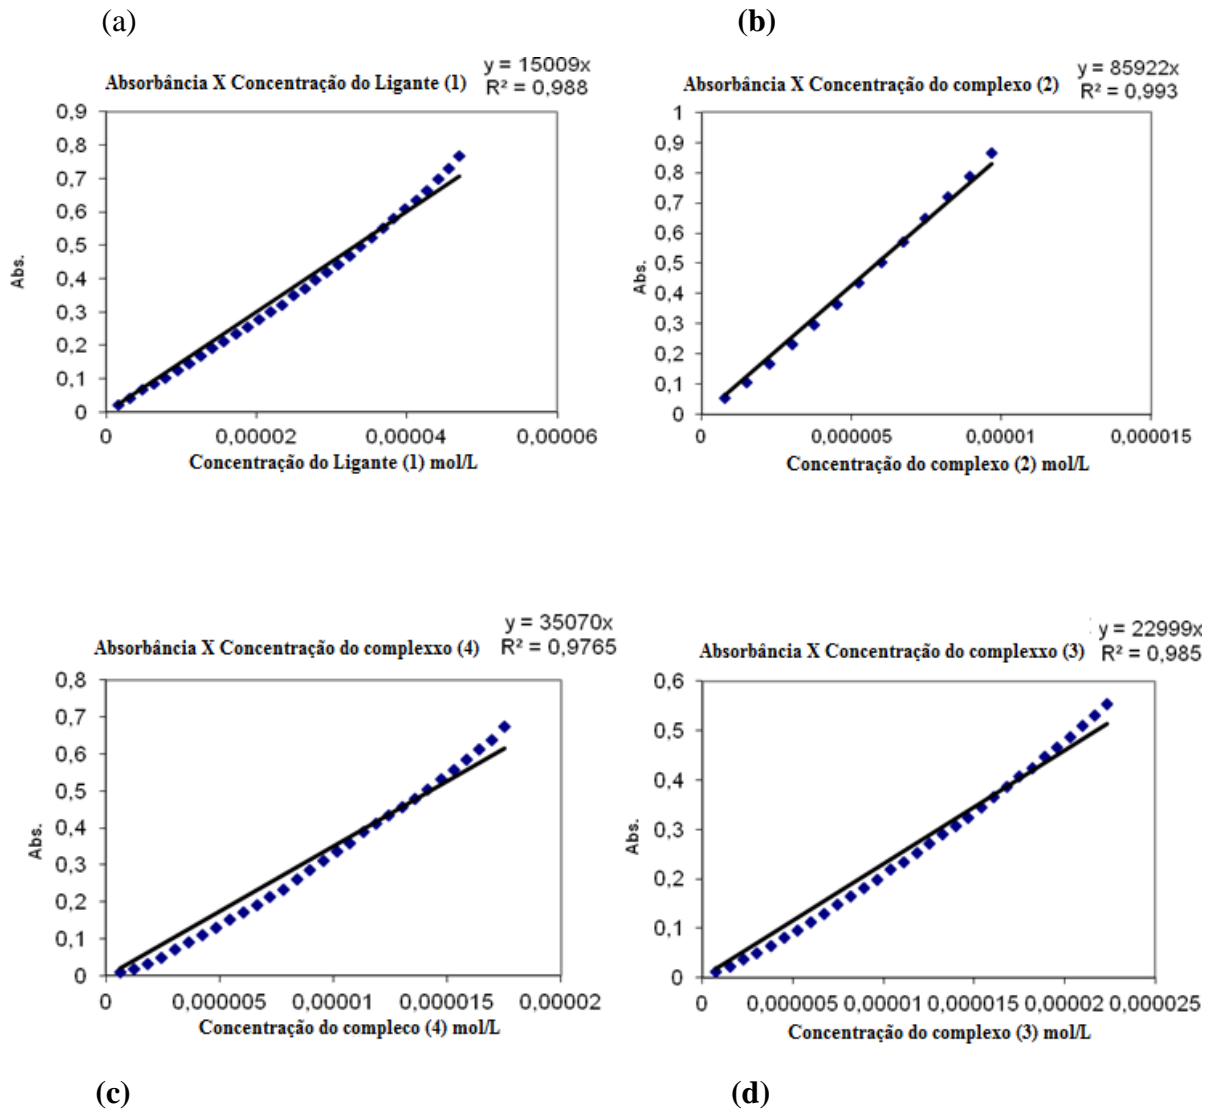 (a)
(b)
Absorbância X Concentração do Ligante (1)
y = 15009x
R² = 0,988
0,9
0,8
0,7
0,6
0,5
0,4
0,3
0,2
0,1
0
Abs.
0
0,00002
0,00004
0,00006
Concentração do Ligante (1) mol/L
Absorbância X Concentração do complexo (2)
y = 85922x
R² = 0,993
1
0,9
0,8
0,7
0,6
0,5
0,4
0,3
0,2
0,1
0
Abs.
0
0,000005
0,00001
0,000015
Concentração do complexo (2) mol/L
Absorbância X Concentração do complexxo (4)
y = 35070x
R² = 0,9765
0,8
0,7
0,6
0,5
0,4
0,3
0,2
0,1
0
Abs.
0
0,000005
0,00001
0,000015
0,00002
Concentração do compleco (4) mol/L
Absorbância X Concentração do complexxo (3)
y = 22999x
R² = 0,985
0,6
0,5
0,4
0,3
0,2
0,1
0
Abs.
0
0,000005
0,00001
0,000015
0,00002
0,000025
Concentração do complexo (3) mol/L
(c)
(d)